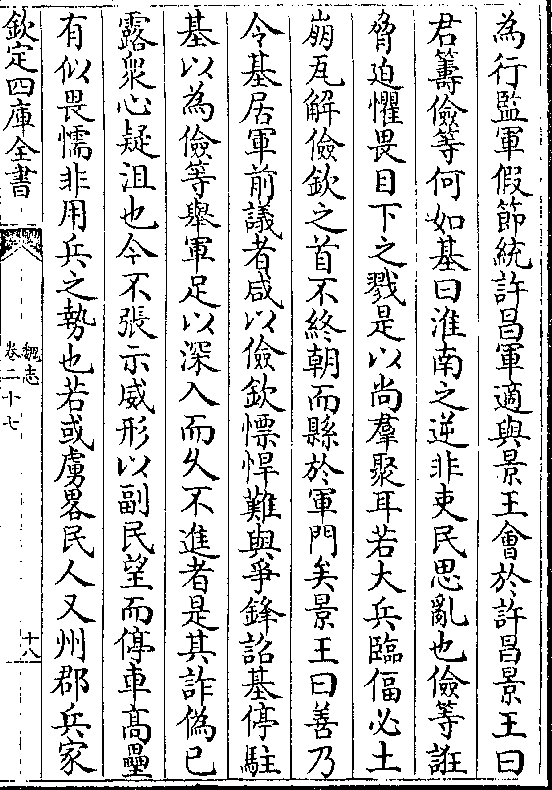 為行監軍假節統許昌軍適與景王會於許昌景王曰
君籌儉等何如基曰淮南之逆非吏民思亂也儉等誑
脅迫懼畏目下之戮是以尚羣聚耳若大兵臨偪必土
崩瓦解儉欽之首不終朝而縣於軍門矣景王曰善乃
令基居軍前議者咸以儉欽慓悍難與爭鋒詔基停駐
基以為儉等舉軍足以深入而久不進者是其詐偽已
露衆心疑沮也今不張示威形以副民望而停車髙壘
有似畏懦非用兵之勢也若或虜畧民人又州郡兵家
欽定四庫全書
魏志
卷二十七
十八